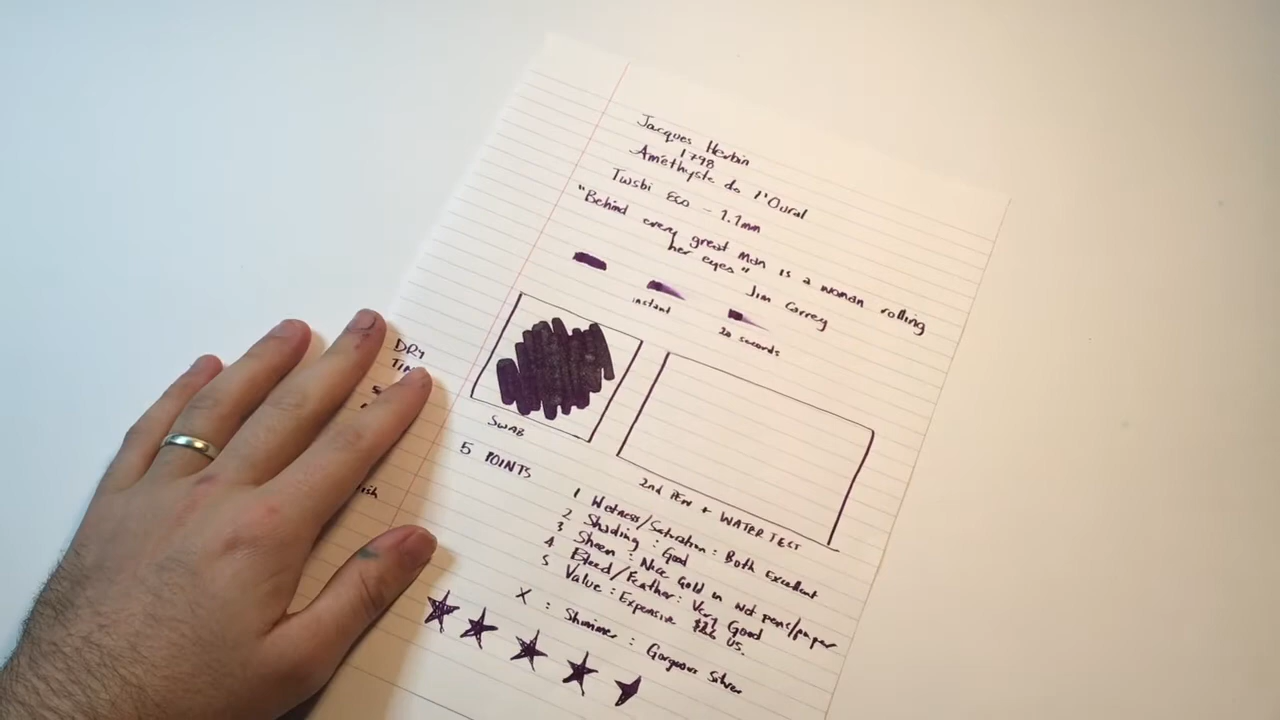 Jacques Herbin
1798
Améthyste de l'Oural
Twsbi Eco - 1.1mm
"Behind every great man is a woman rolling
her eyes"
Jim Carrey
instant
20 seconds
DRY
SWAB
2nd PEN + WATER TEST
5 POINTS
1 Wetness/Saturation : Both Excellent
2 Shading : Good
3 Sheen : Nice Gold in wet pens/paper
4 Bleed/Feather : Very Good
5 Value : Expensive US.
X : Shimmer : Gorgeous Silver